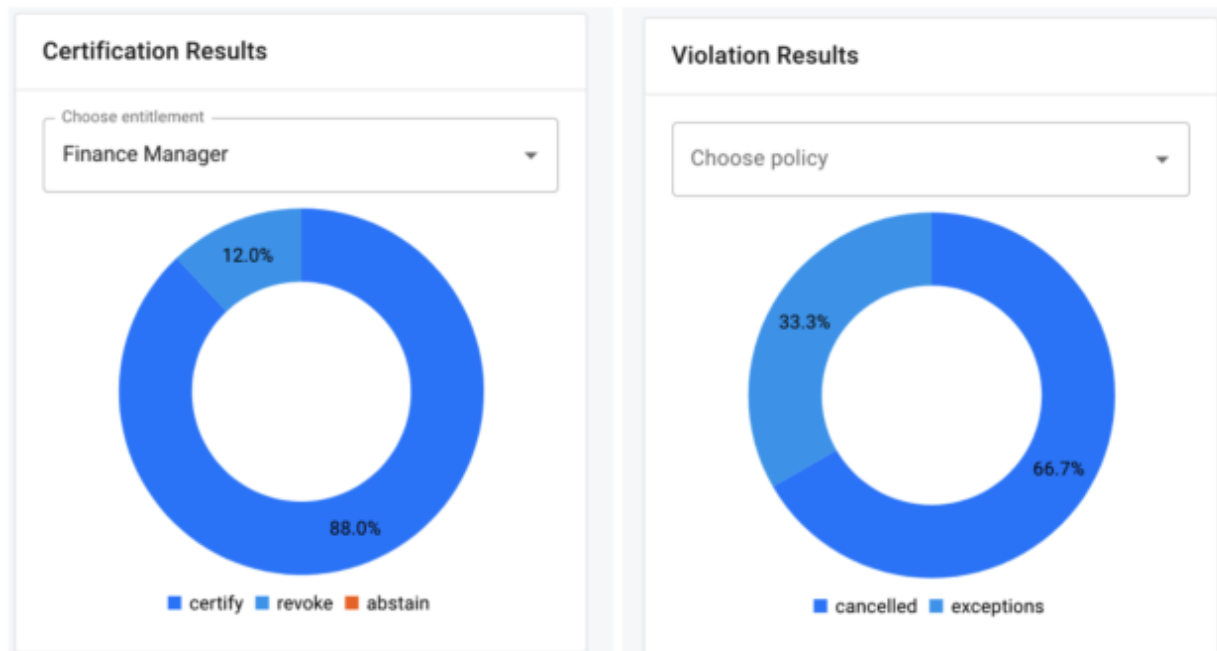 Certification Results
Choose entitlement
Finance Manager
12.0%
88.0%
certify revoke abstain
Violation Results
Choose policy
33.3%
66.7%
cancelled exceptions